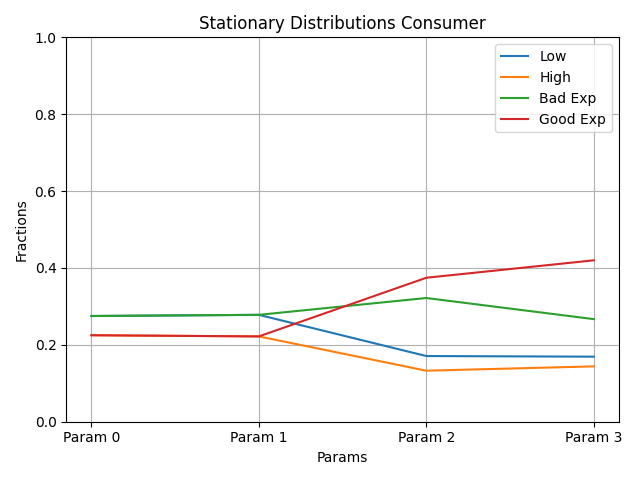 Stationary Distributions Consumer
Low
High
Bad Exp
Good Exp
Fractions
1.0
0.8
0.6
0.4
0.2
0.0
Param 0
Param 1
Param 2
Param 3
Params